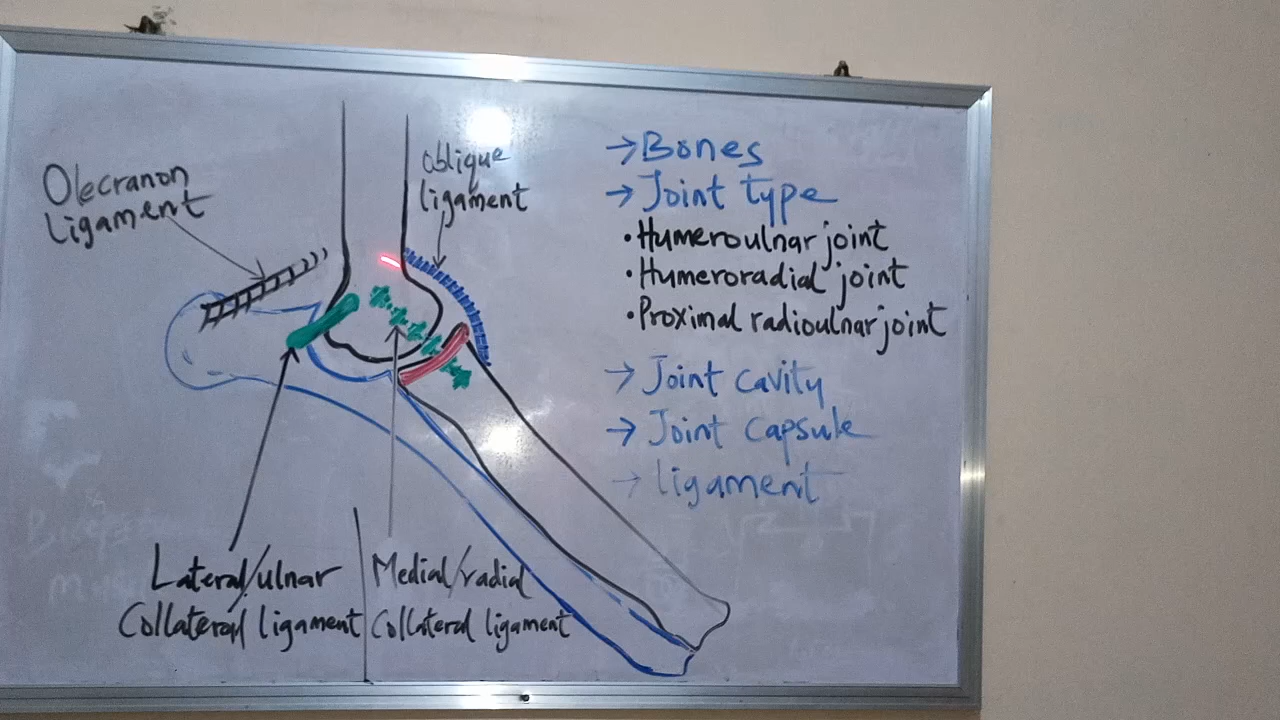 Olecranon
ligament
oblique
ligament
→Bones
→Joint type
•Humeroulnar joint
•Humeroradial joint
•Proximal radioulnar joint
→Joint cavity
→Joint capsule
→ligament
Lateral/ulnar
Collateral ligament
Medial/radial
Collateral ligament